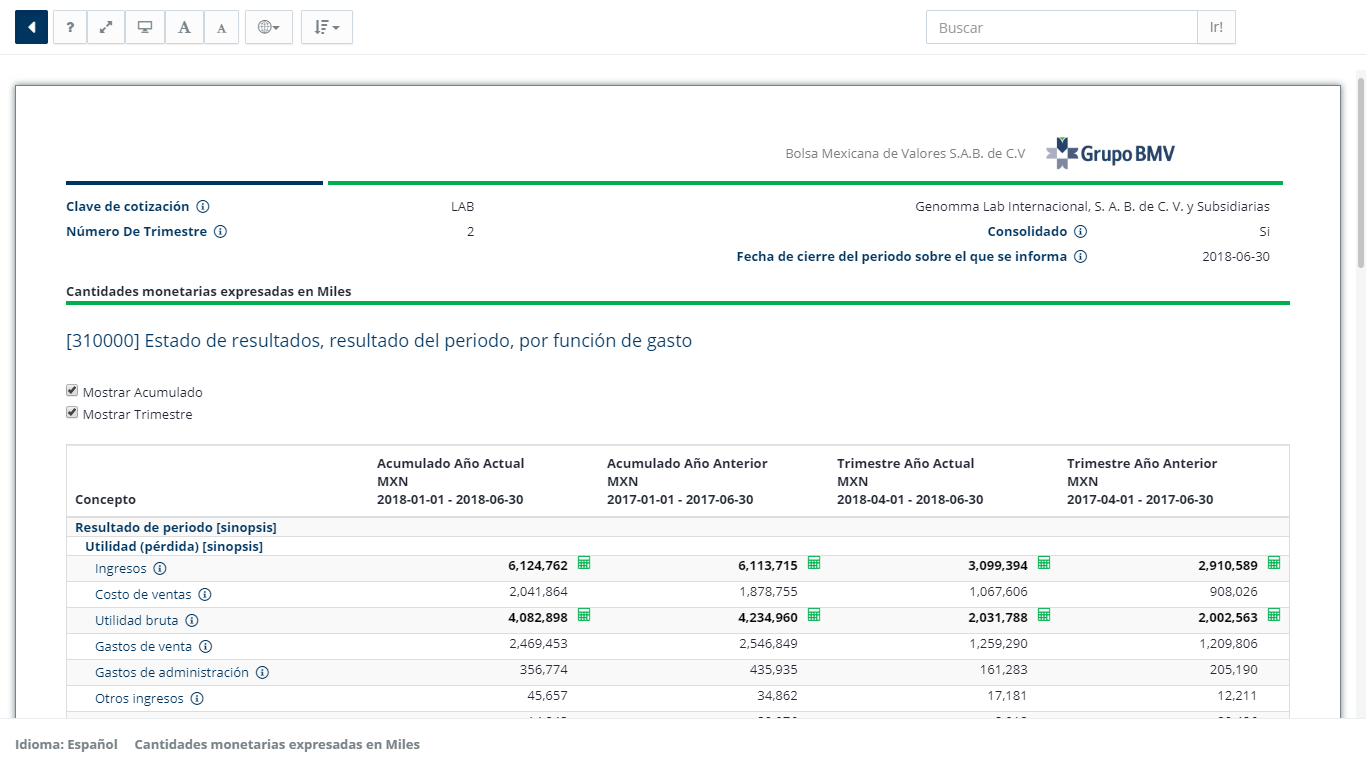 ? A A
Buscar Ir!
Bolsa Mexicana de Valores S.A.B. de C.V Grupo BMV
Clave de cotización LAB Genomma Lab Internacional, S. A. B. de C. V. y Subsidiarias
Número De Trimestre 2 Consolidado Si
Fecha de cierre del periodo sobre el que se informa 2018-06-30
Cantidades monetarias expresadas en Miles
[310000] Estado de resultados, resultado del periodo, por función de gasto
Mostrar Acumulado
Mostrar Trimestre
Acumulado Año Actual Acumulado Año Anterior Trimestre Año Actual Trimestre Año Anterior
MXN MXN MXN MXN
Concepto 2018-01-01 - 2018-06-30 2017-01-01 - 2017-06-30 2018-04-01 - 2018-06-30 2017-04-01 - 2017-06-30
Resultado de periodo [sinopsis]
Utilidad (pérdida) [sinopsis]
Ingresos 6,124,762 6,113,715 3,099,394 2,910,589
Costo de ventas 2,041,864 1,878,755 1,067,606 908,026
Utilidad bruta 4,082,898 4,234,960 2,031,788 2,002,563
Gastos de venta 2,469,453 2,546,849 1,259,290 1,209,806
Gastos de administración 356,774 435,935 161,283 205,190
Otros ingresos 45,657 34,862 17,181 12,211
Idioma: Español Cantidades monetarias expresadas en Miles